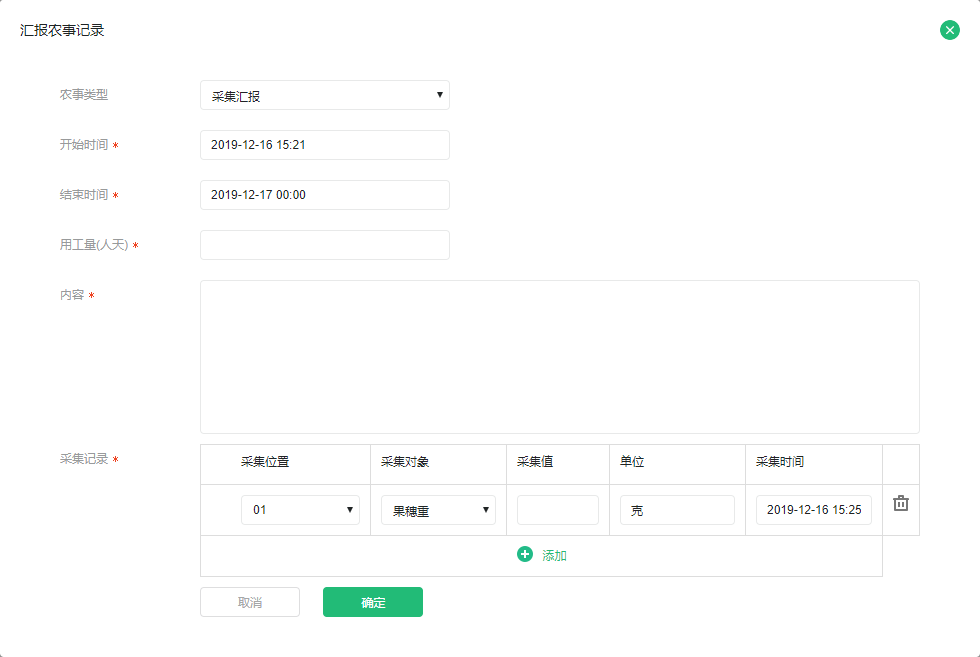 汇报农事记录
农事类型 采集汇报
开始时间 * 2019-12-16 15:21
结束时间 * 2019-12-17 00:00
用工量(人天) *
内容 *
采集记录 * 采集位置 采集对象 采集值 单位 采集时间
01 果穗重 克 2019-12-16 15:25
添加
取消 确定